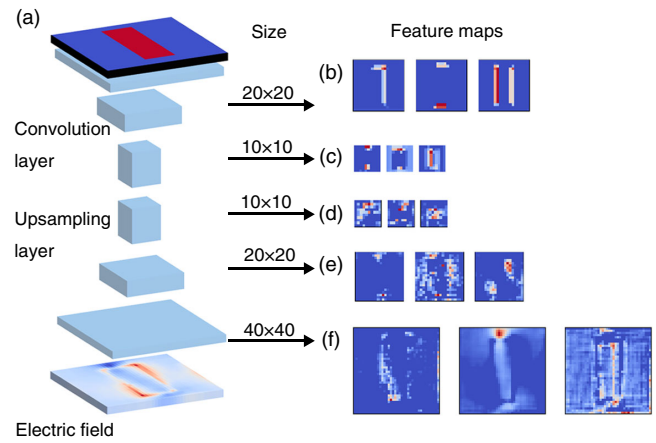 (a)
Size
Feature maps
20×20
(b)
Convolution
layer
10×10
(c)
10×10
(d)
Upsampling
layer
20×20
(e)
40×40
(f)
Electric field